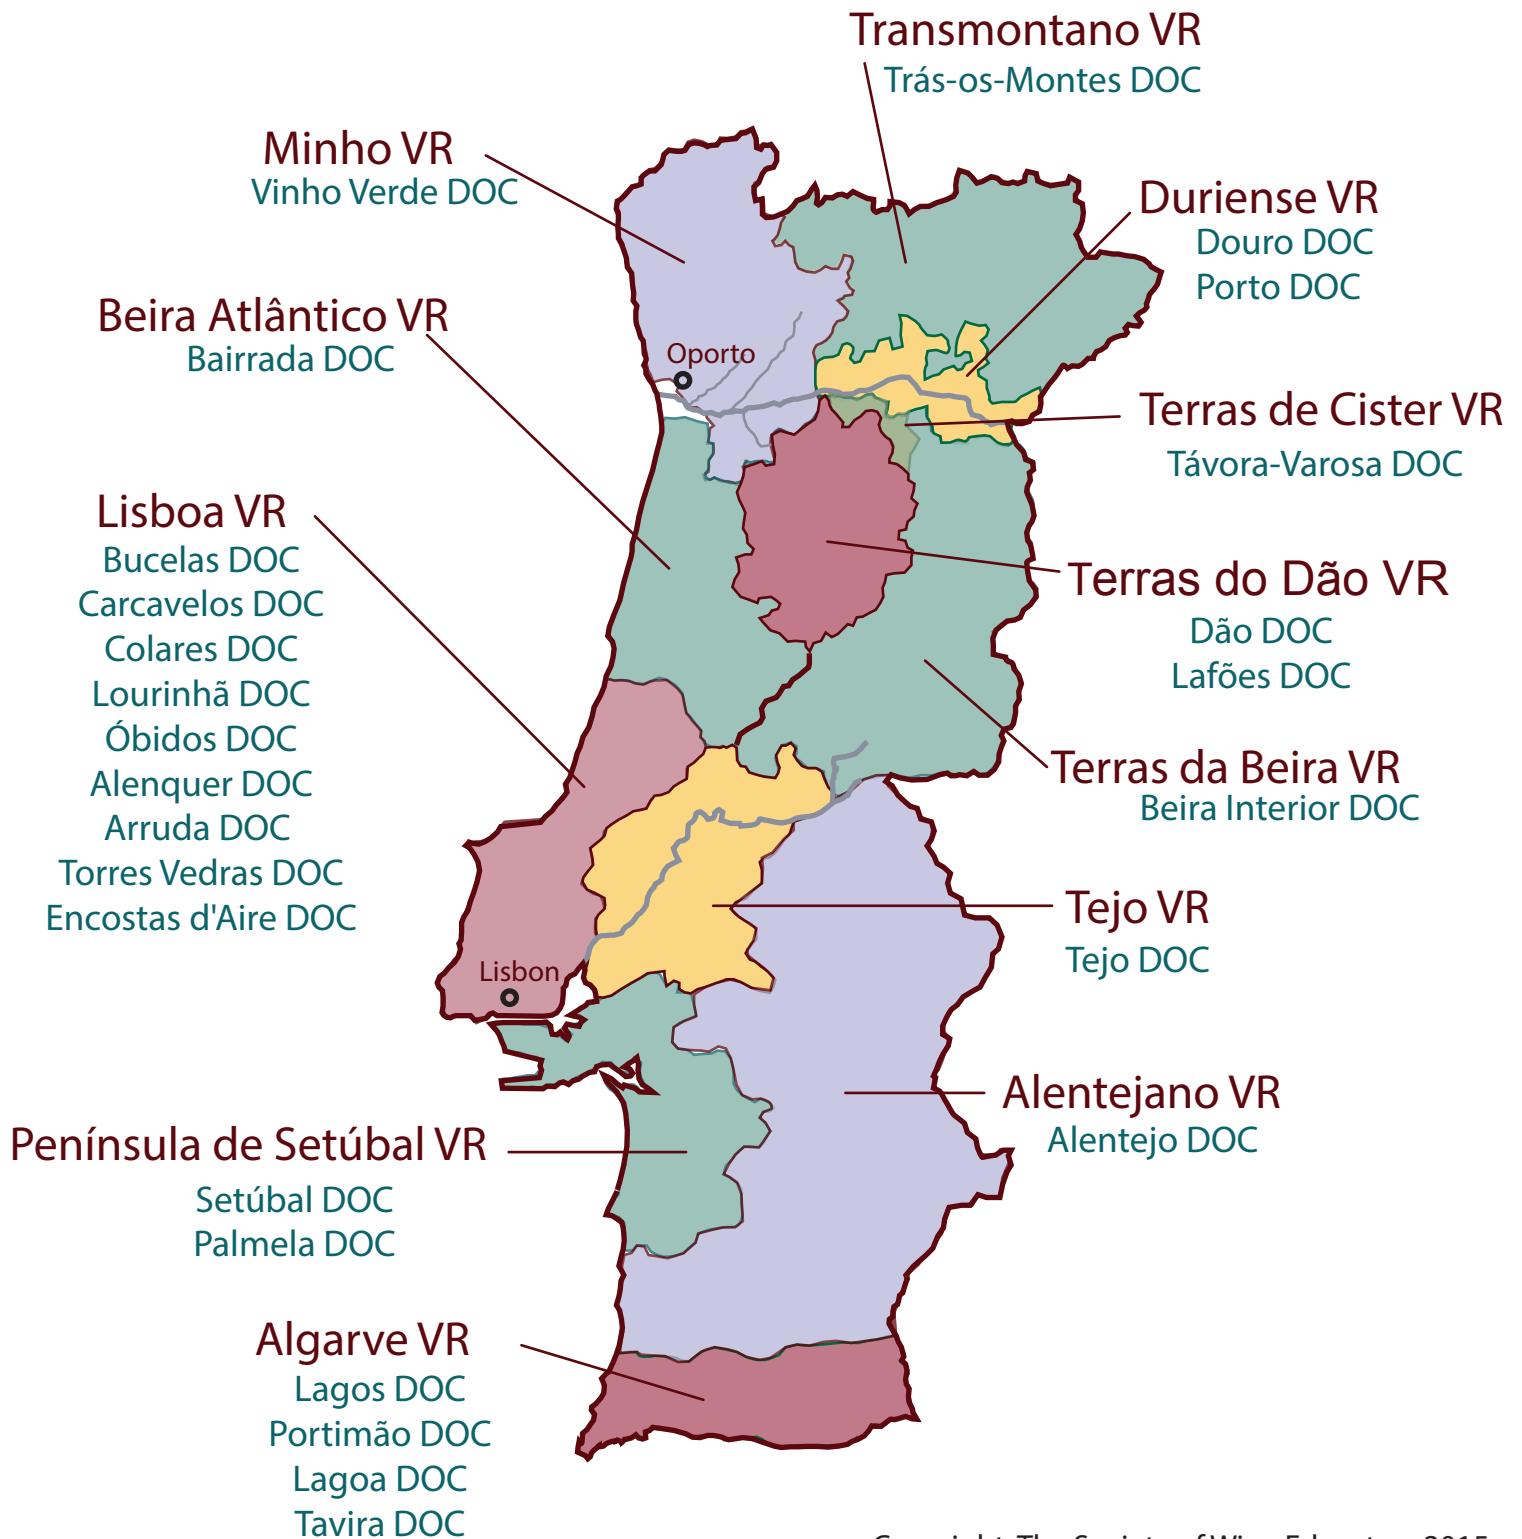 Transmontano VR
Trás-os-Montes DOC
Minho VR
Vinho Verde DOC
Duriense VR
Douro DOC
Porto DOC
Beira Atlântico VR
Bairrada DOC
Oporto
Terras de Cister VR
Távora-Varosa DOC
Lisboa VR
Bucelas DOC
Carcavelos DOC
Colares DOC
Lourinhã DOC
Óbidos DOC
Alenquer DOC
Arruda DOC
Torres Vedras DOC
Encostas d'Aire DOC
Terras do Dão VR
Dão DOC
Lafões DOC
Terras da Beira VR
Beira Interior DOC
Tejo VR
Tejo DOC
Lisbon
Alentejano VR
Alentejo DOC
Península de Setúbal VR
Setúbal DOC
Palmela DOC
Algarve VR
Lagos DOC
Portimão DOC
Lagoa DOC
Tavira DOC